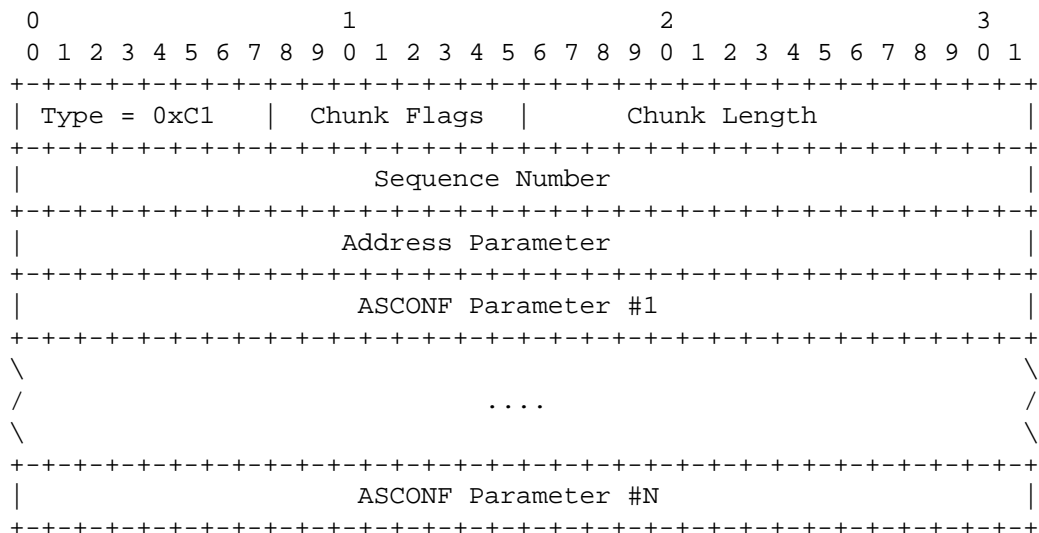 0                   1                   2                   3
 0 1 2 3 4 5 6 7 8 9 0 1 2 3 4 5 6 7 8 9 0 1 2 3 4 5 6 7 8 9 0 1
+-+-+-+-+-+-+-+-+-+-+-+-+-+-+-+-+-+-+-+-+-+-+-+-+-+-+-+-+-+-+-+-+
| Type = 0xC1   |  Chunk Flags  |      Chunk Length             |
+-+-+-+-+-+-+-+-+-+-+-+-+-+-+-+-+-+-+-+-+-+-+-+-+-+-+-+-+-+-+-+-+
|                      Sequence Number                          |
+-+-+-+-+-+-+-+-+-+-+-+-+-+-+-+-+-+-+-+-+-+-+-+-+-+-+-+-+-+-+-+-+
|                    Address Parameter                          |
+-+-+-+-+-+-+-+-+-+-+-+-+-+-+-+-+-+-+-+-+-+-+-+-+-+-+-+-+-+-+-+-+
|                     ASCONF Parameter #1                       |
+-+-+-+-+-+-+-+-+-+-+-+-+-+-+-+-+-+-+-+-+-+-+-+-+-+-+-+-+-+-+-+-+
\                                                               \
/                             ....                              /
\                                                               \
+-+-+-+-+-+-+-+-+-+-+-+-+-+-+-+-+-+-+-+-+-+-+-+-+-+-+-+-+-+-+-+-+
|                     ASCONF Parameter #N                       |
+-+-+-+-+-+-+-+-+-+-+-+-+-+-+-+-+-+-+-+-+-+-+-+-+-+-+-+-+-+-+-+-+